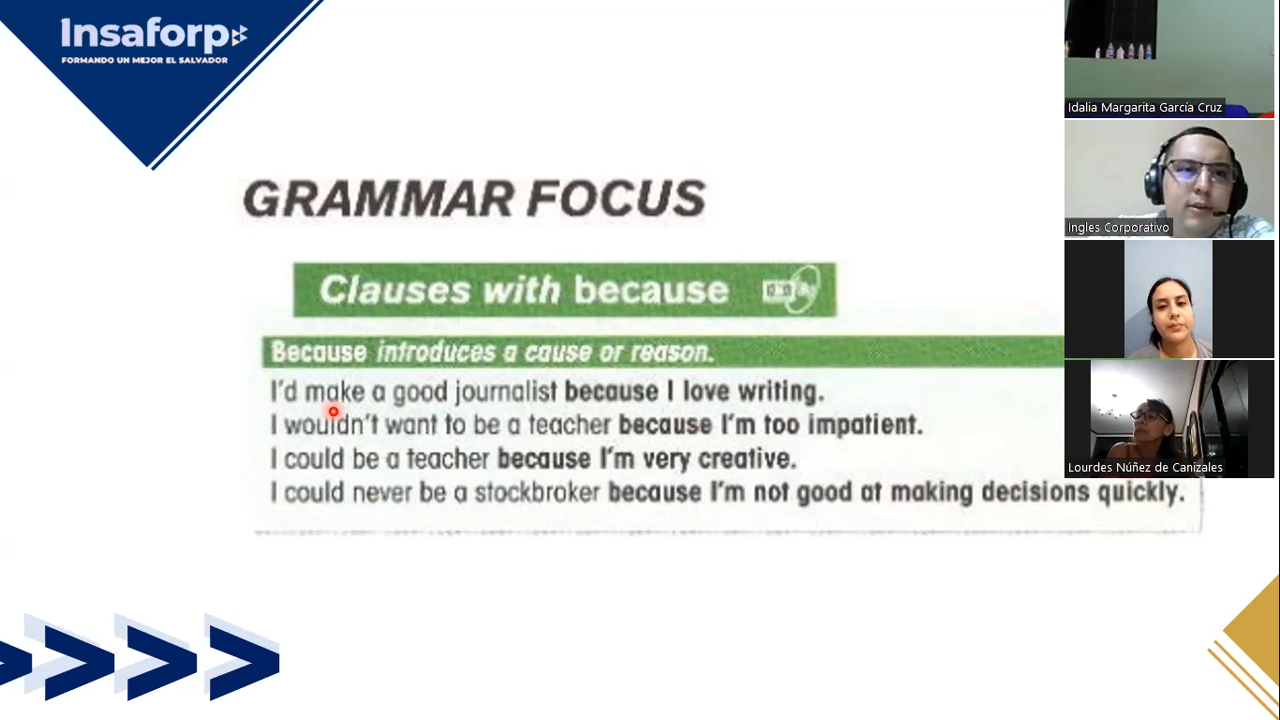 Insaforp
FORMANDO UN MEJOR EL SALVADOR
GRAMMAR FOCUS
Clauses with because
Because introduces a cause or reason.
I'd make a good journalist because I love writing.
I wouldn't want to be a teacher because I'm too impatient.
I could be a teacher because I'm very creative.
I could never be a stockbroker because I'm not good at making decisions quickly.
Idalia Margarita García Cruz
Ingles Corporativo
Lourdes Núñez de Canizales